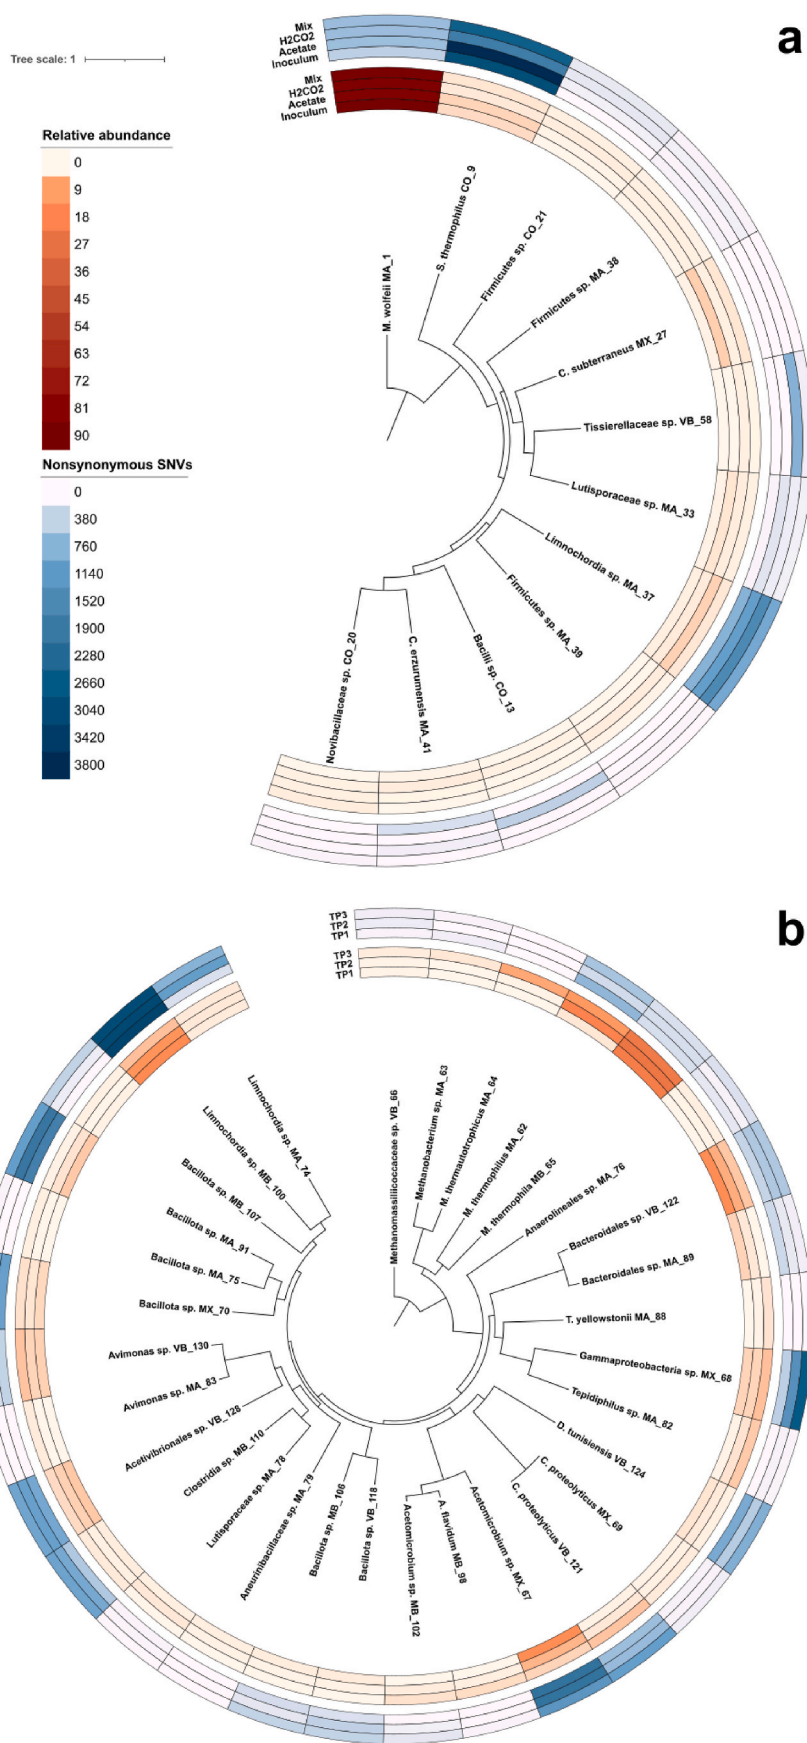 a
Mix
H2CO2
Acetate
Inoculum
Mix
H2CO2
Acetate
Inoculum
Tree scale: 1
Relative abundance
0
9
18
27
36
45
54
63
72
81
90
Nonsynonymous SNVs
0
380
760
1140
1520
1900
2280
2660
3040
3420
3800
M. wolfeii MA_1
S. thermophilus CO_9
Firmicutes sp. CO_21
Firmicutes sp. MA_38
C. subterraneus MX_27
Tissierellaceae sp. VB_58
Lutisporaceae sp. MA_33
Limnochordia sp. MA_37
Firmicutes sp. MA_39
Bacilli sp. CO_13
C. erzurumensis MA_41
Novibacillaceae sp. CO_20
b
TP3
TP2
TP1
TP3
TP2
TP1
Methanomassiliicoccaceae sp. VB_66
Methanobacterium sp. MA_63
M. thermautotrophicus MA_64
M. thermophilus MA_62
M. thermophila MB_65
Anaerolineales sp. MA_76
Bacteroidales sp. VB_122
Bacteroidales sp. MA_89
T. yellowstonii MA_88
Gammaproteobacteria sp. MX_68
Tepidiphilus sp. MA_82
D. tunisiensis VB_124
C. proteolyticus MX_69
C. proteolyticus VB_121
Acetomicrobium sp. MX_67
A. flavidum MB_98
Acetomicrobium sp. MB_102
Bacillota sp. VB_118
Bacillota sp. MB_106
Aneurinibacillaceae sp. MA_79
Lutisporaceae sp. MA_78
Clostridia sp. MB_110
Acetivibrionales sp. VB_128
Avimonas sp. MA_83
Avimonas sp. VB_130
Bacillota sp. MX_70
Bacillota sp. MA_75
Bacillota sp. MA_91
Bacillota sp. MB_107
Limnochordia sp. MB_100
Limnochordia sp. MA_74